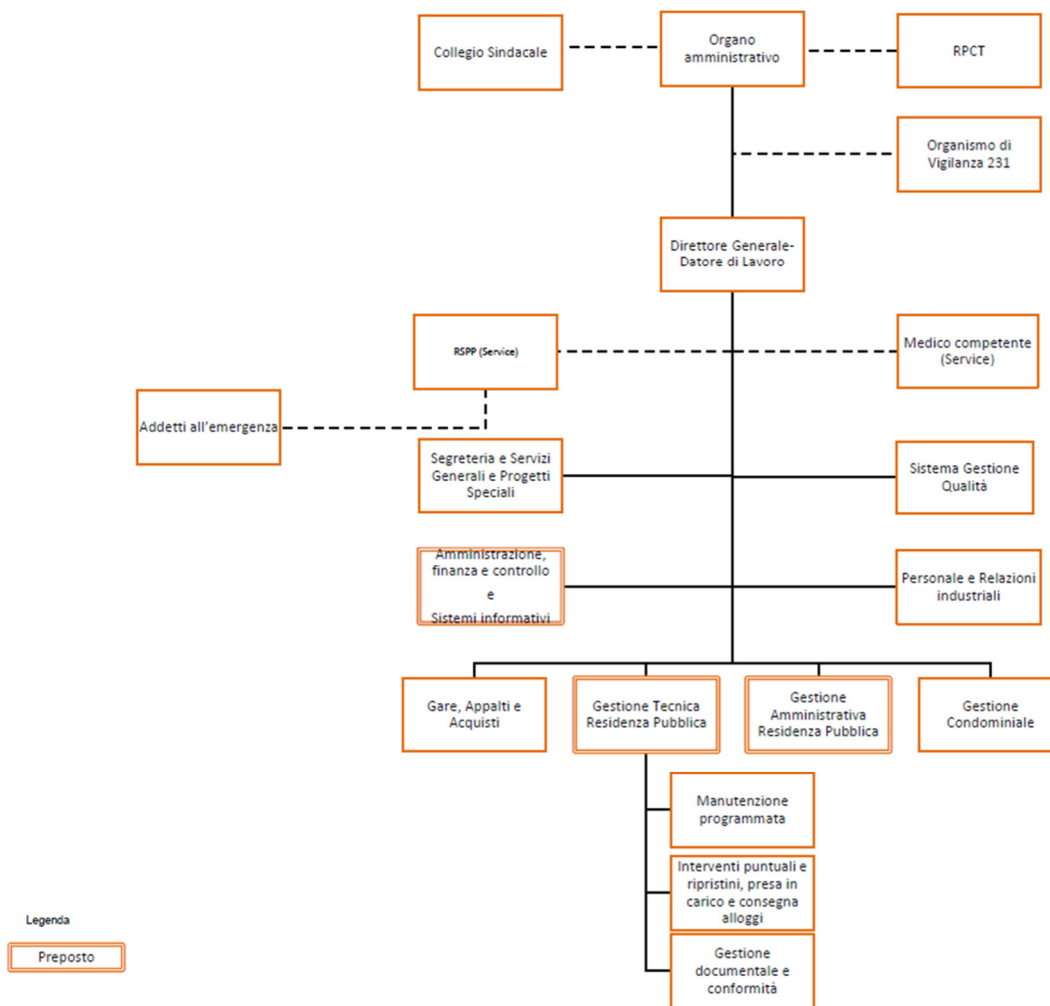 Collegio Sindacale
Organo
amministrativo
RPCT
Organismo di
Vigilanza 231
Direttore Generale-
Datore di Lavoro
RSPP (Service)
Medico competente
(Service)
Addetti all'emergenza
Segreteria e Servizi
Generali e Progetti
Speciali
Sistema Gestione
Qualità
Amministrazione,
finanza e controllo
e
Sistemi informativi
Personale e Relazioni
industriali
Gare, Appalti e
Acquisti
Gestione Tecnica
Residenza Pubblica
Gestione
Amministrativa
Residenza Pubblica
Gestione
Condominiale
Manutenzione
programmata
Interventi puntuali e
ripristini, presa in
carico e consegna
alloggi
Gestione
documentale e
conformità
Legenda
Preposto